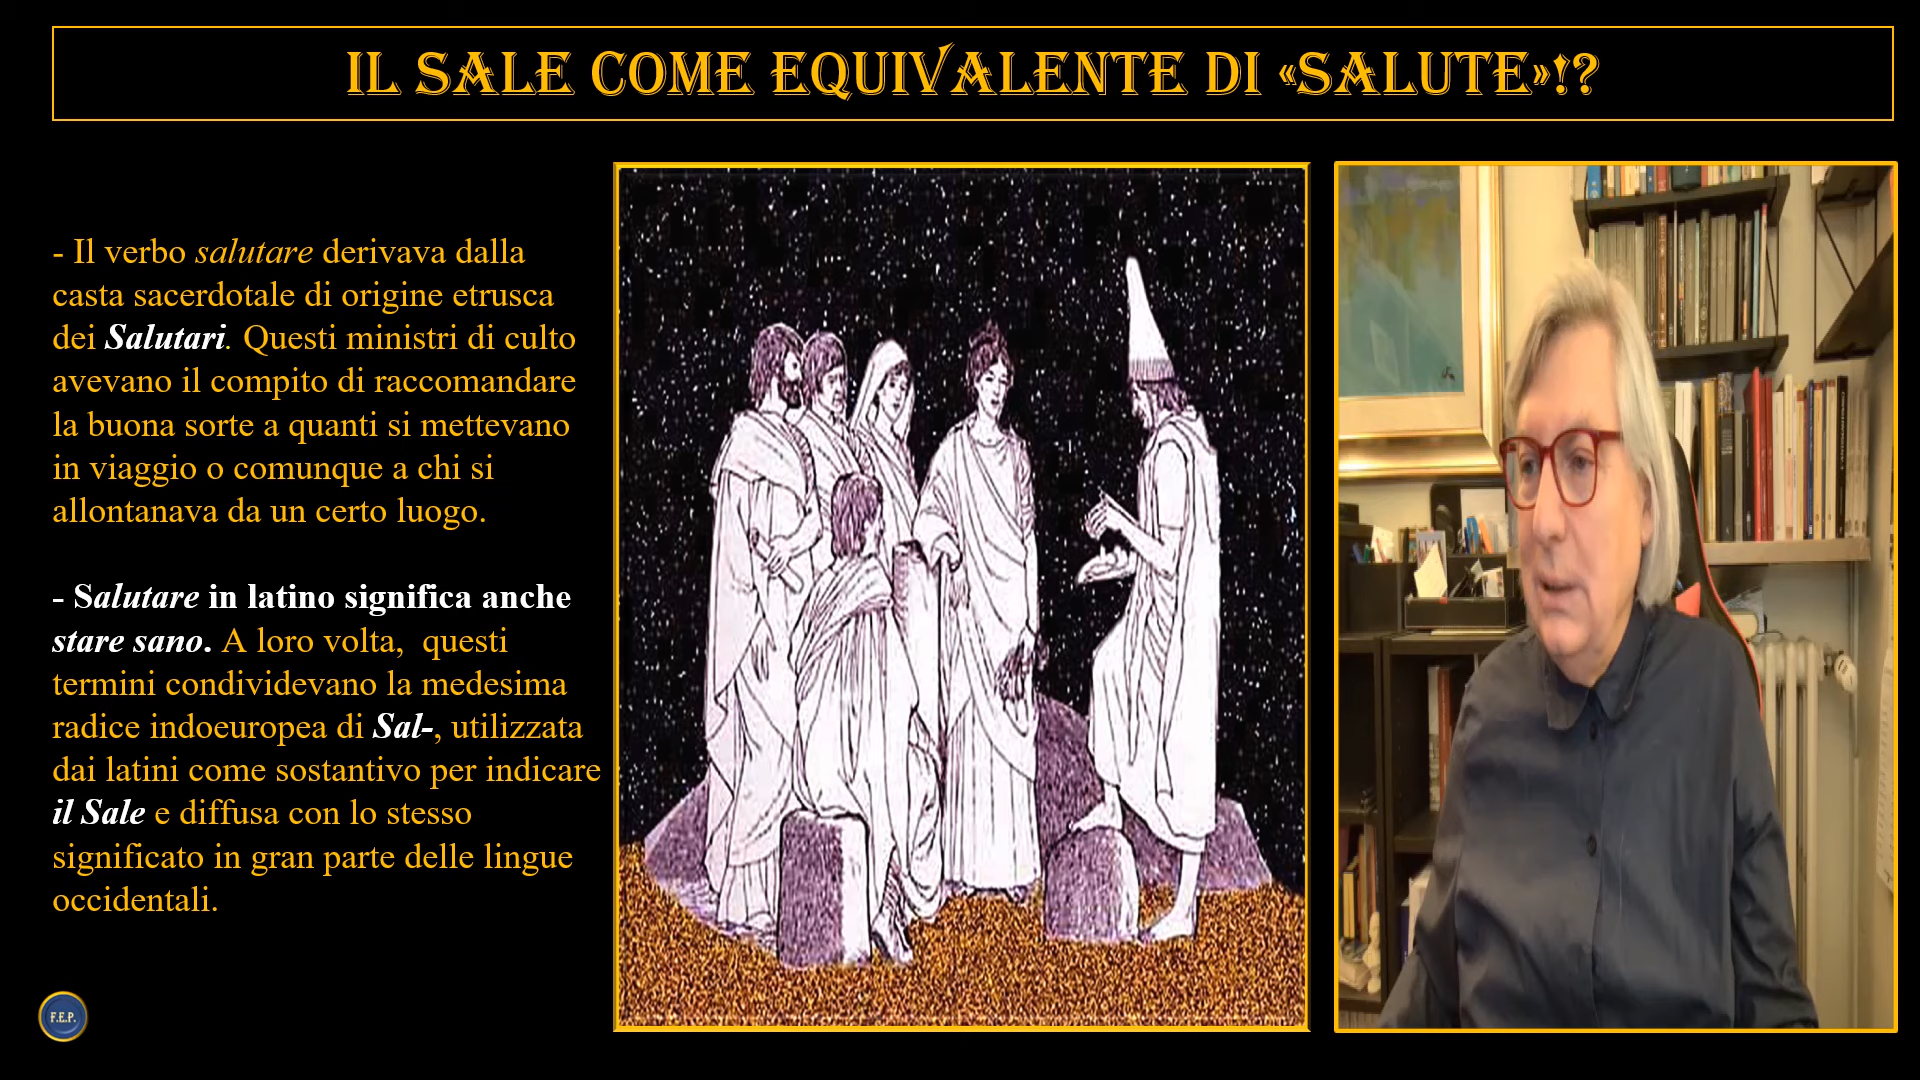 IL SALE COME EQUIVALENTE DI «SALUTE»!?
- Il verbo salutare derivava dalla
casta sacerdotale di origine etrusca
dei Salutari. Questi ministri di culto
avevano il compito di raccomandare
la buona sorte a quanti si mettevano
in viaggio o comunque a chi si
allontanava da un certo luogo.
- Salutare in latino significa anche
stare sano. A loro volta, questi
termini condividevano la medesima
radice indoeuropea di Sal-, utilizzata
dai latini come sostantivo per indicare
il Sale e diffusa con lo stesso
significato in gran parte delle lingue
occidentali.
F.E.P.